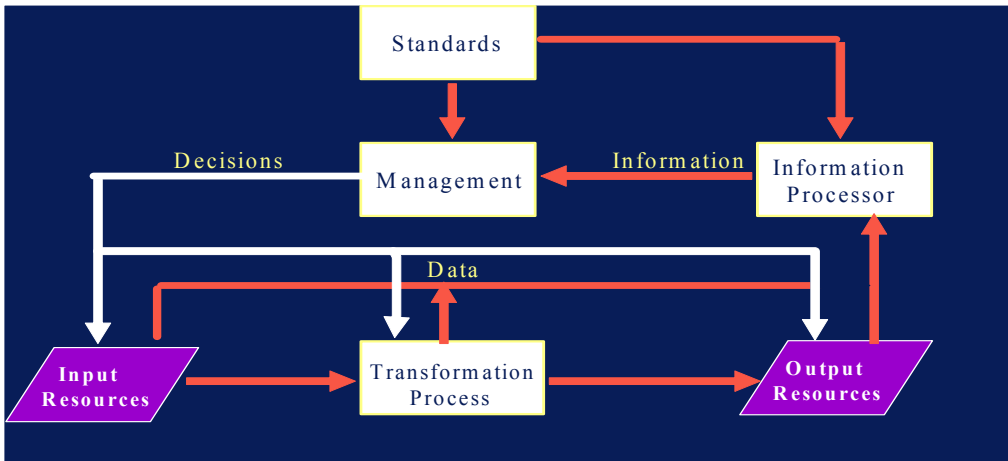 Standards
Decisions
Management
Information
Information
Processor
Data
Input
Resources
Transformation
Process
Output
Resources